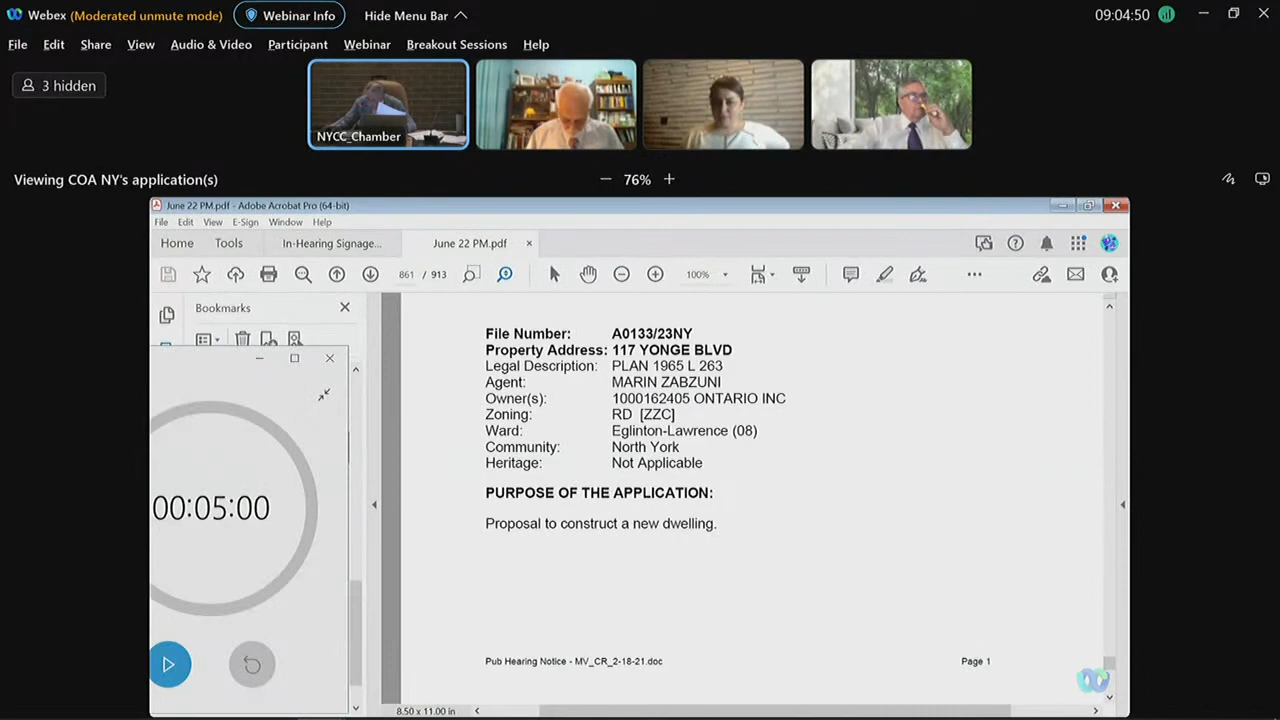 Webex (Moderated unmute mode) Webinar Info Hide Menu Bar 09:04:50
File Edit Share View Audio & Video Participant Webinar Breakout Sessions Help
3 hidden
NYCC_Chamber
Viewing COA NY's application(s) 76%
June 22 PM.pdf - Adobe Acrobat Pro (64-bit)
File Edit View E-Sign Window Help
Home Tools In-Hearing Signage... June 22 PM.pdf
861 / 913 100%
Bookmarks
File Number: A0133/23NY
Property Address: 117 YONGE BLVD
Legal Description: PLAN 1965 L 263
Agent: MARIN ZABZUNI
Owner(s): 1000162405 ONTARIO INC
Zoning: RD [ZZC]
Ward: Eglinton-Lawrence (08)
Community: North York
Heritage: Not Applicable
PURPOSE OF THE APPLICATION:
Proposal to construct a new dwelling.
00:05:00
Pub Hearing Notice - MV_CR_2-18-21.doc Page 1
8.50 x 11.00 in